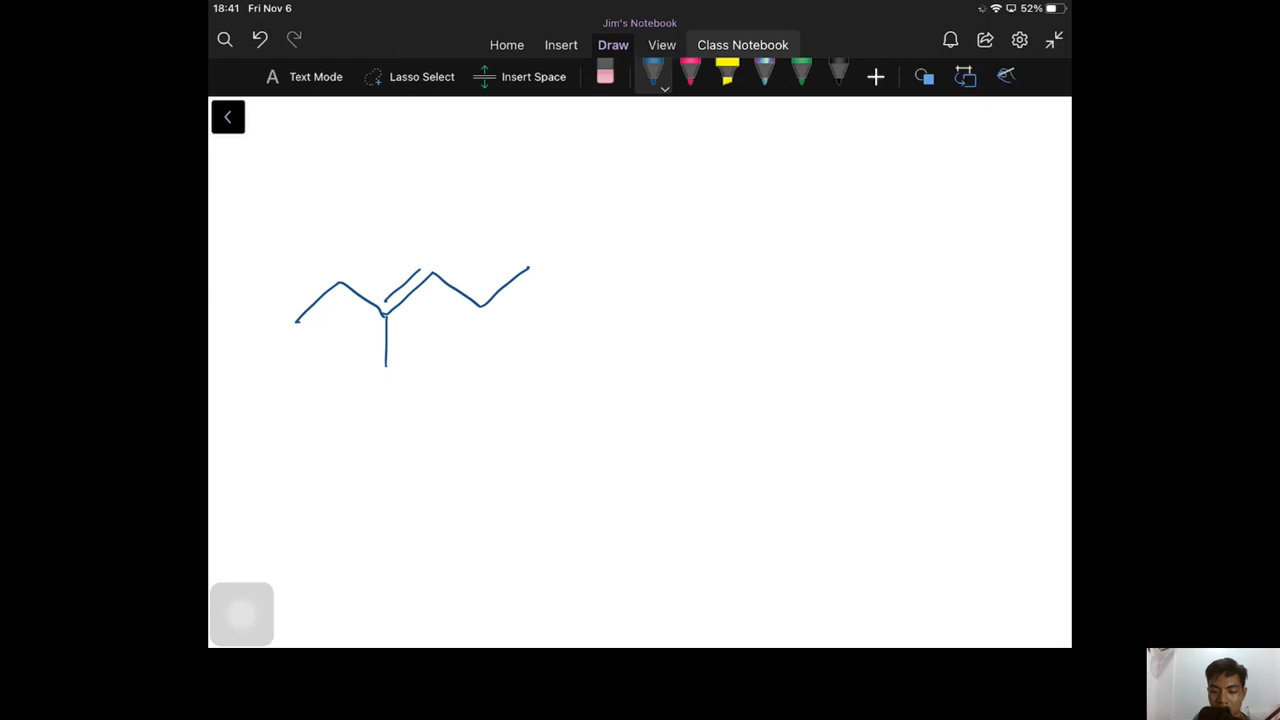 18:41 Fri Nov 6 52%
Jim's Notebook
Home Insert Draw View Class Notebook
A Text Mode Lasso Select Insert Space